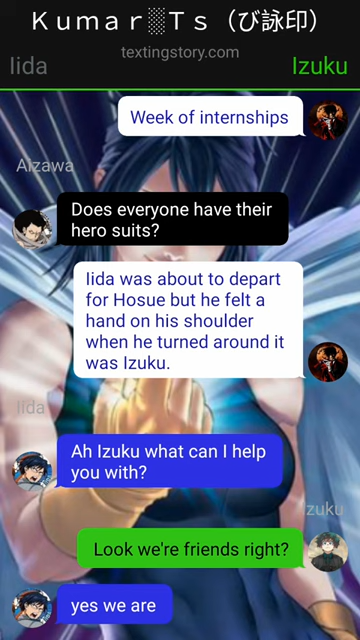 Kumar░Ts（び詠印）
textingstory.com
Iida
Izuku
Week of internships
Aizawa
Does everyone have their
hero suits?
Iida was about to depart
for Hosue but he felt a
hand on his shoulder
when he turned around it
was Izuku.
Iida
Ah Izuku what can I help
you with?
Izuku
Look we're friends right?
yes we are